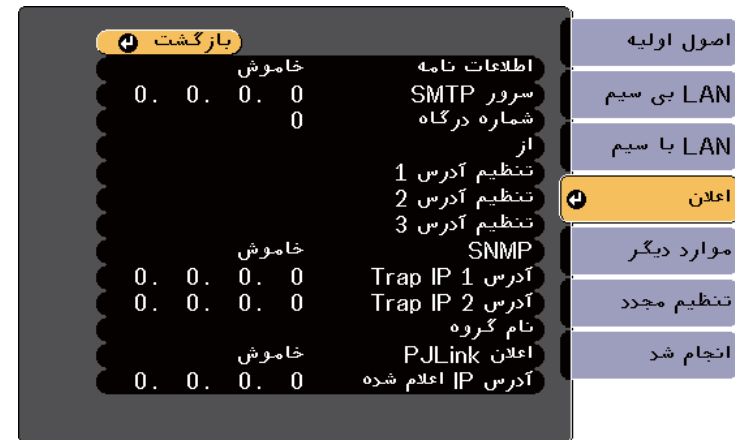 اصول اولیه
LAN بی سیم
LAN با سیم
اعلان
موارد دیگر
تنظیم مجدد
انجام شد
بازگشت
اطلاعات نامه خاموش
سرور SMTP 0. 0. 0. 0
شماره درگاه 0
از
تنظیم آدرس 1
تنظیم آدرس 2
تنظیم آدرس 3
SNMP خاموش
آدرس Trap IP 1 0. 0. 0. 0
آدرس Trap IP 2 0. 0. 0. 0
نام گروه
اعلان PJLink خاموش
آدرس IP اعلام شده 0. 0. 0. 0